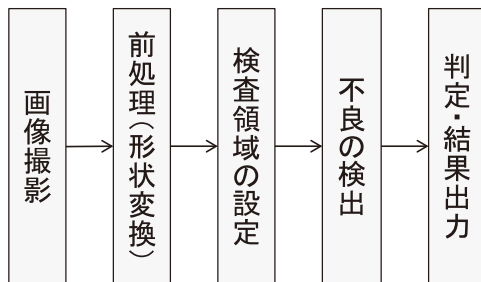 画像撮影
前処理(形状変換)
検査領域の設定
不良の検出
判定・結果出力